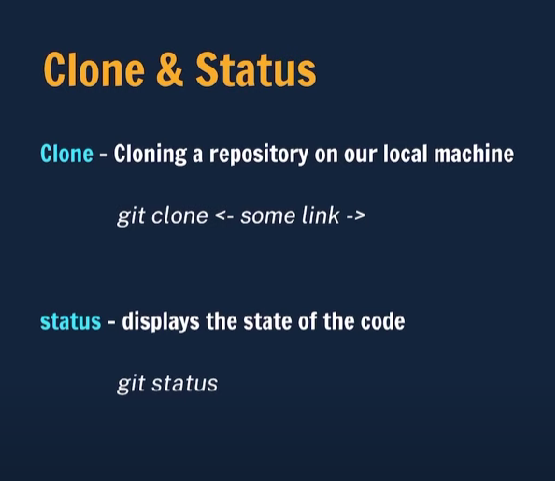 Clone & Status
Clone - Cloning a repository on our local machine
git clone <- some link ->
status - displays the state of the code
git status